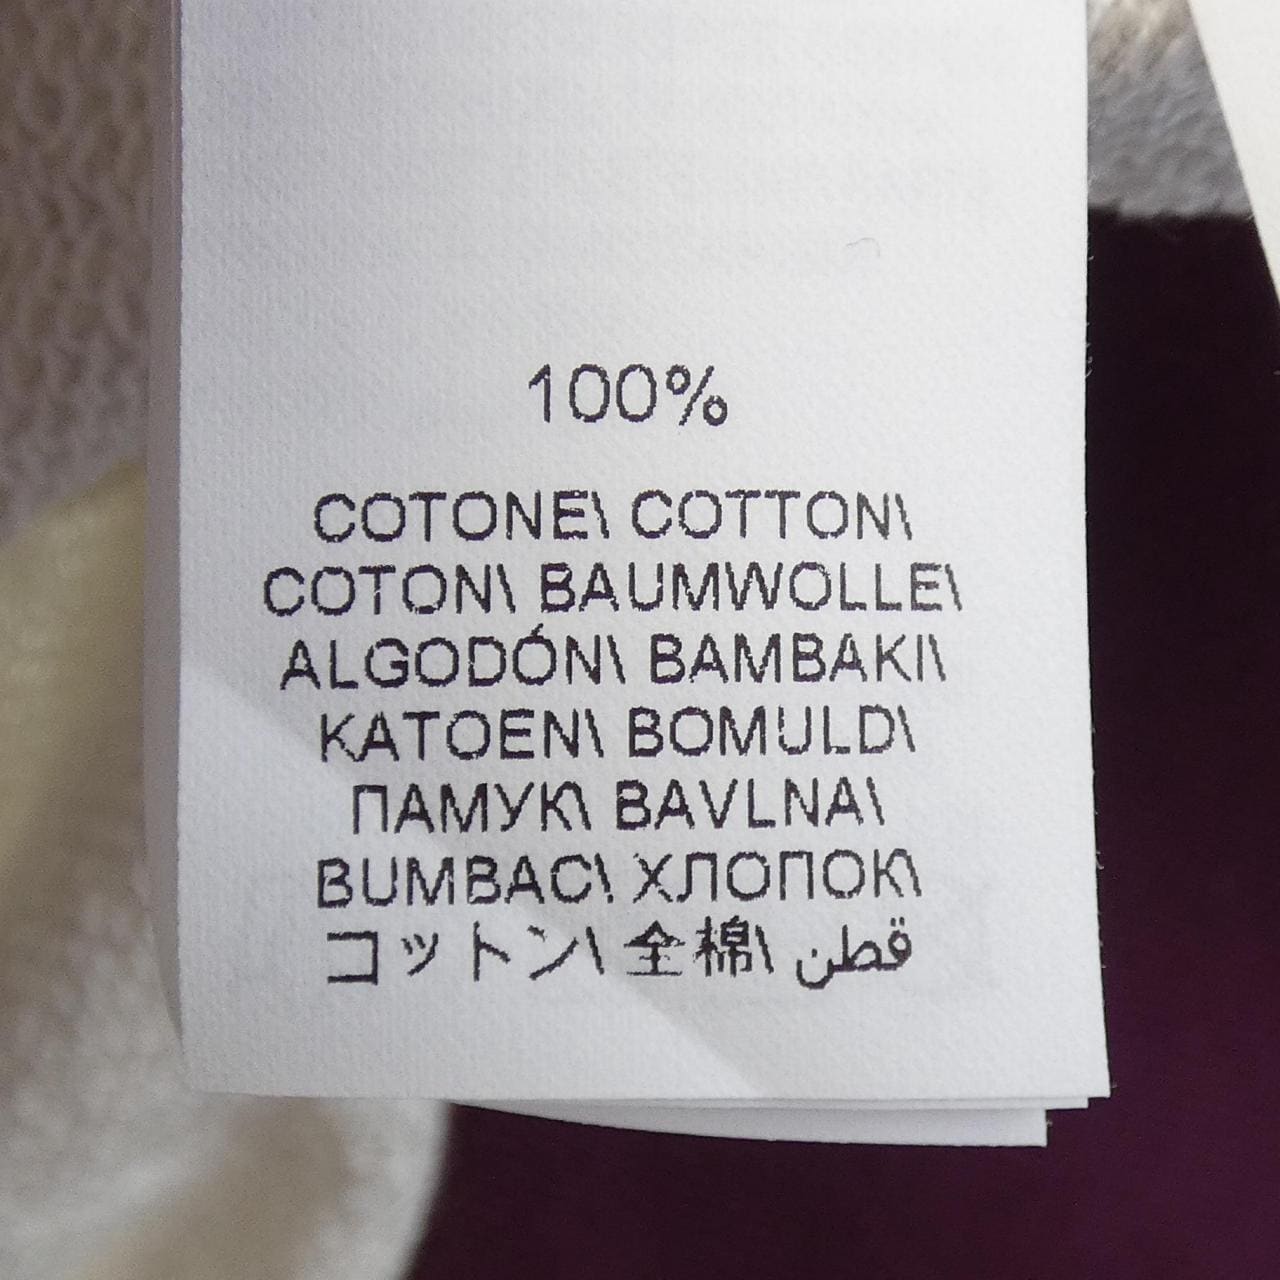 100%
COTONE\ COTTON\
COTON\ BAUMWOLLE\
ALGODÓN\ BAMBAKI\
KATOEN\ BOMULD\
ПАМУК\ BAVLNA\
BUMBAC\ ХЛОПОК\
コットン\ 全棉\ قطن